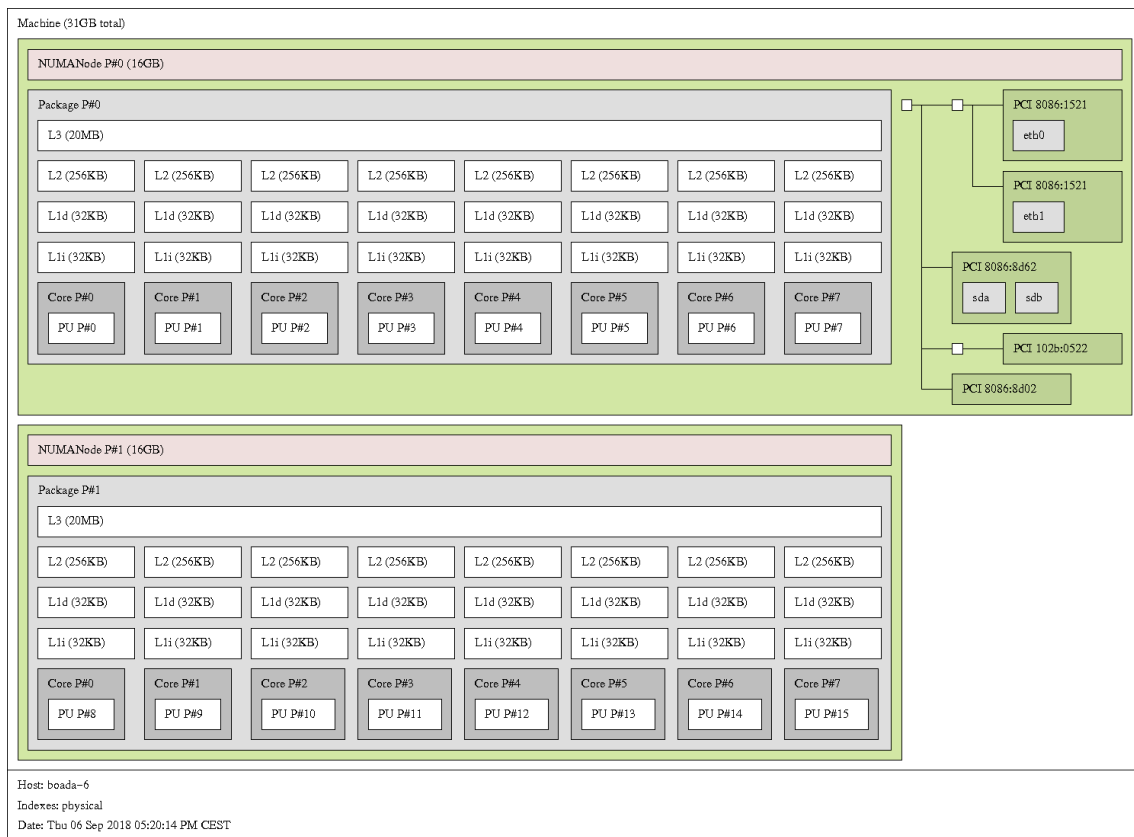 Machine (31GB total)
NUMANode P#0 (16GB)
Package P#0
L3 (20MB)
L2 (256KB) L2 (256KB) L2 (256KB) L2 (256KB) L2 (256KB) L2 (256KB) L2 (256KB) L2 (256KB)
L1d (32KB) L1d (32KB) L1d (32KB) L1d (32KB) L1d (32KB) L1d (32KB) L1d (32KB) L1d (32KB)
L1i (32KB) L1i (32KB) L1i (32KB) L1i (32KB) L1i (32KB) L1i (32KB) L1i (32KB) L1i (32KB)
Core P#0 Core P#1 Core P#2 Core P#3 Core P#4 Core P#5 Core P#6 Core P#7
PU P#0 PU P#1 PU P#2 PU P#3 PU P#4 PU P#5 PU P#6 PU P#7
PCI 8086:1521
eth0
PCI 8086:1521
eth1
PCI 8086:8d62
sda sdb
PCI 102b:0522
PCI 8086:8d02
NUMANode P#1 (16GB)
Package P#1
L3 (20MB)
L2 (256KB) L2 (256KB) L2 (256KB) L2 (256KB) L2 (256KB) L2 (256KB) L2 (256KB) L2 (256KB)
L1d (32KB) L1d (32KB) L1d (32KB) L1d (32KB) L1d (32KB) L1d (32KB) L1d (32KB) L1d (32KB)
L1i (32KB) L1i (32KB) L1i (32KB) L1i (32KB) L1i (32KB) L1i (32KB) L1i (32KB) L1i (32KB)
Core P#0 Core P#1 Core P#2 Core P#3 Core P#4 Core P#5 Core P#6 Core P#7
PU P#8 PU P#9 PU P#10 PU P#11 PU P#12 PU P#13 PU P#14 PU P#15
Host: boada-6
Indexes: physical
Date: Thu 06 Sep 2018 05:20:14 PM CEST